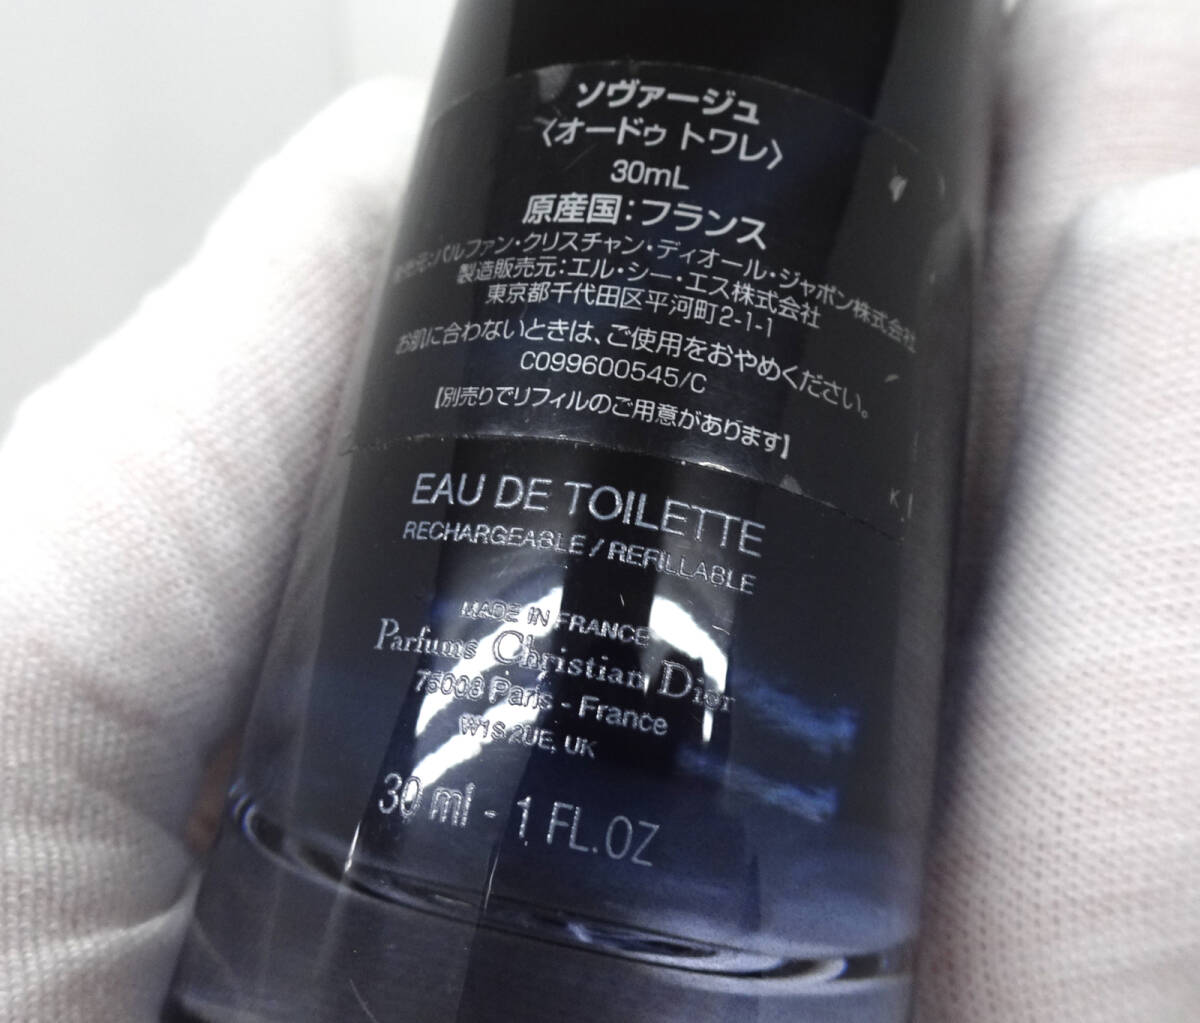 ソヴァージュ
〈オードゥ トワレ〉
30mL
原産国：フランス
パルファン・クリスチャン・ディオール・ジャポン株式会社
製造販売元：エル・シー・エス株式会社
東京都千代田区平河町2-1-1
お肌に合わないときは、ご使用をおやめください。
C099600545/C
【別売りでリフィルのご用意があります】
K
EAU DE TOILETTE
RECHARGEABLE / REFILLABLE
MADE IN FRANCE
Parfums Christian Dior
75008 Paris - France
W1S 2UE, UK
30 ml - 1 FL.OZ